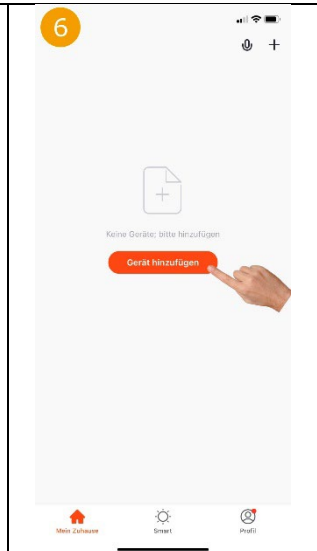 6
Keine Geräte; bitte hinzufügen
Gerät hinzufügen
Mein Zuhause
Smart
Profil